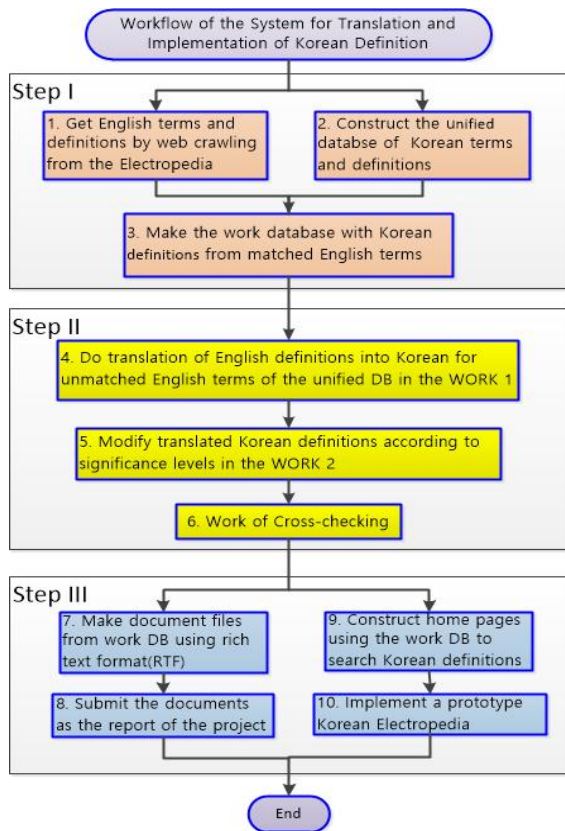 Workflow of the System for Translation and
Implementation of Korean Definition
Step I
1. Get English terms and
definitions by web crawling
from the Electropedia
2. Construct the unified
databse of Korean terms
and definitions
3. Make the work database with Korean
definitions from matched English terms
Step II
4. Do translation of English definitions into Korean for
unmatched English terms of the unified DB in the WORK 1
5. Modify translated Korean definitions according to
significance levels in the WORK 2
6. Work of Cross-checking
Step III
7. Make document files
from work DB using rich
text format(RTF)
8. Submit the documents
as the report of the project
9. Construct home pages
using the work DB to
search Korean definitions
10. Implement a prototype
Korean Electropedia
End